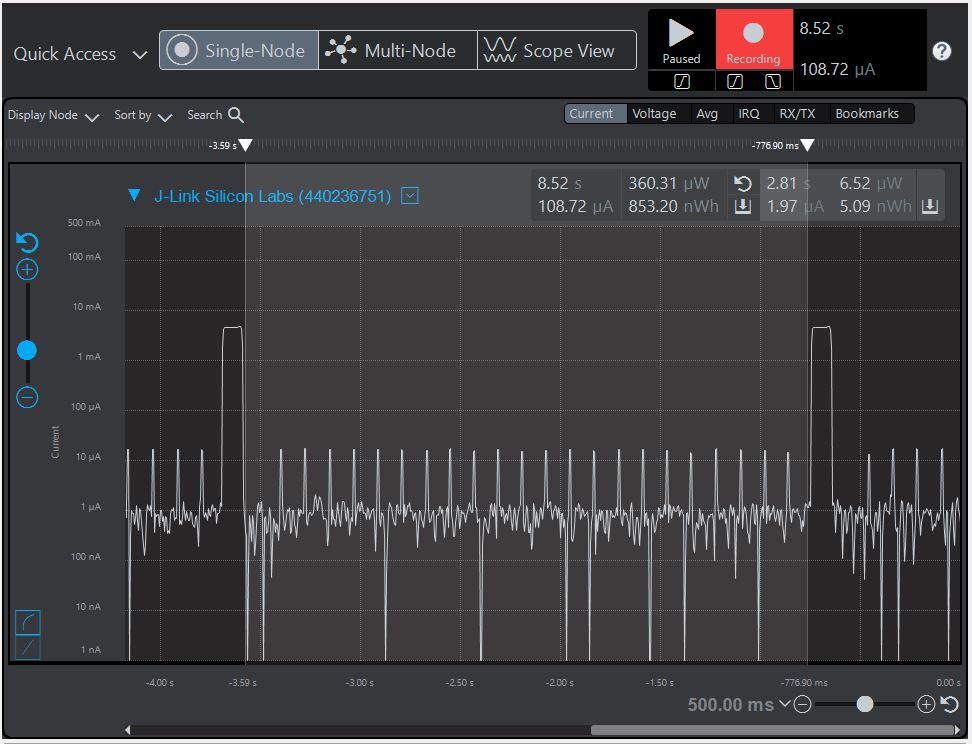 Quick Access
Single-Node
Multi-Node
Scope View
Paused
Recording
8.52 s
108.72 µA
?
Display Node
Sort by
Search
Current
Voltage
Avg
IRQ
RX/TX
Bookmarks
-3.59 s
-776.90 ms
J-Link Silicon Labs (440236751)
8.52 s 360.31 µW 2.81 s 6.52 µW
108.72 µA 853.20 nWh 1.97 µA 5.09 nWh
500 mA
100 mA
10 mA
1 mA
100 µA
10 µA
1 µA
100 nA
10 nA
1 nA
Current
-4.00 s -3.59 s -3.00 s -2.50 s -2.00 s -1.50 s -776.90 ms 0.00 s
500.00 ms